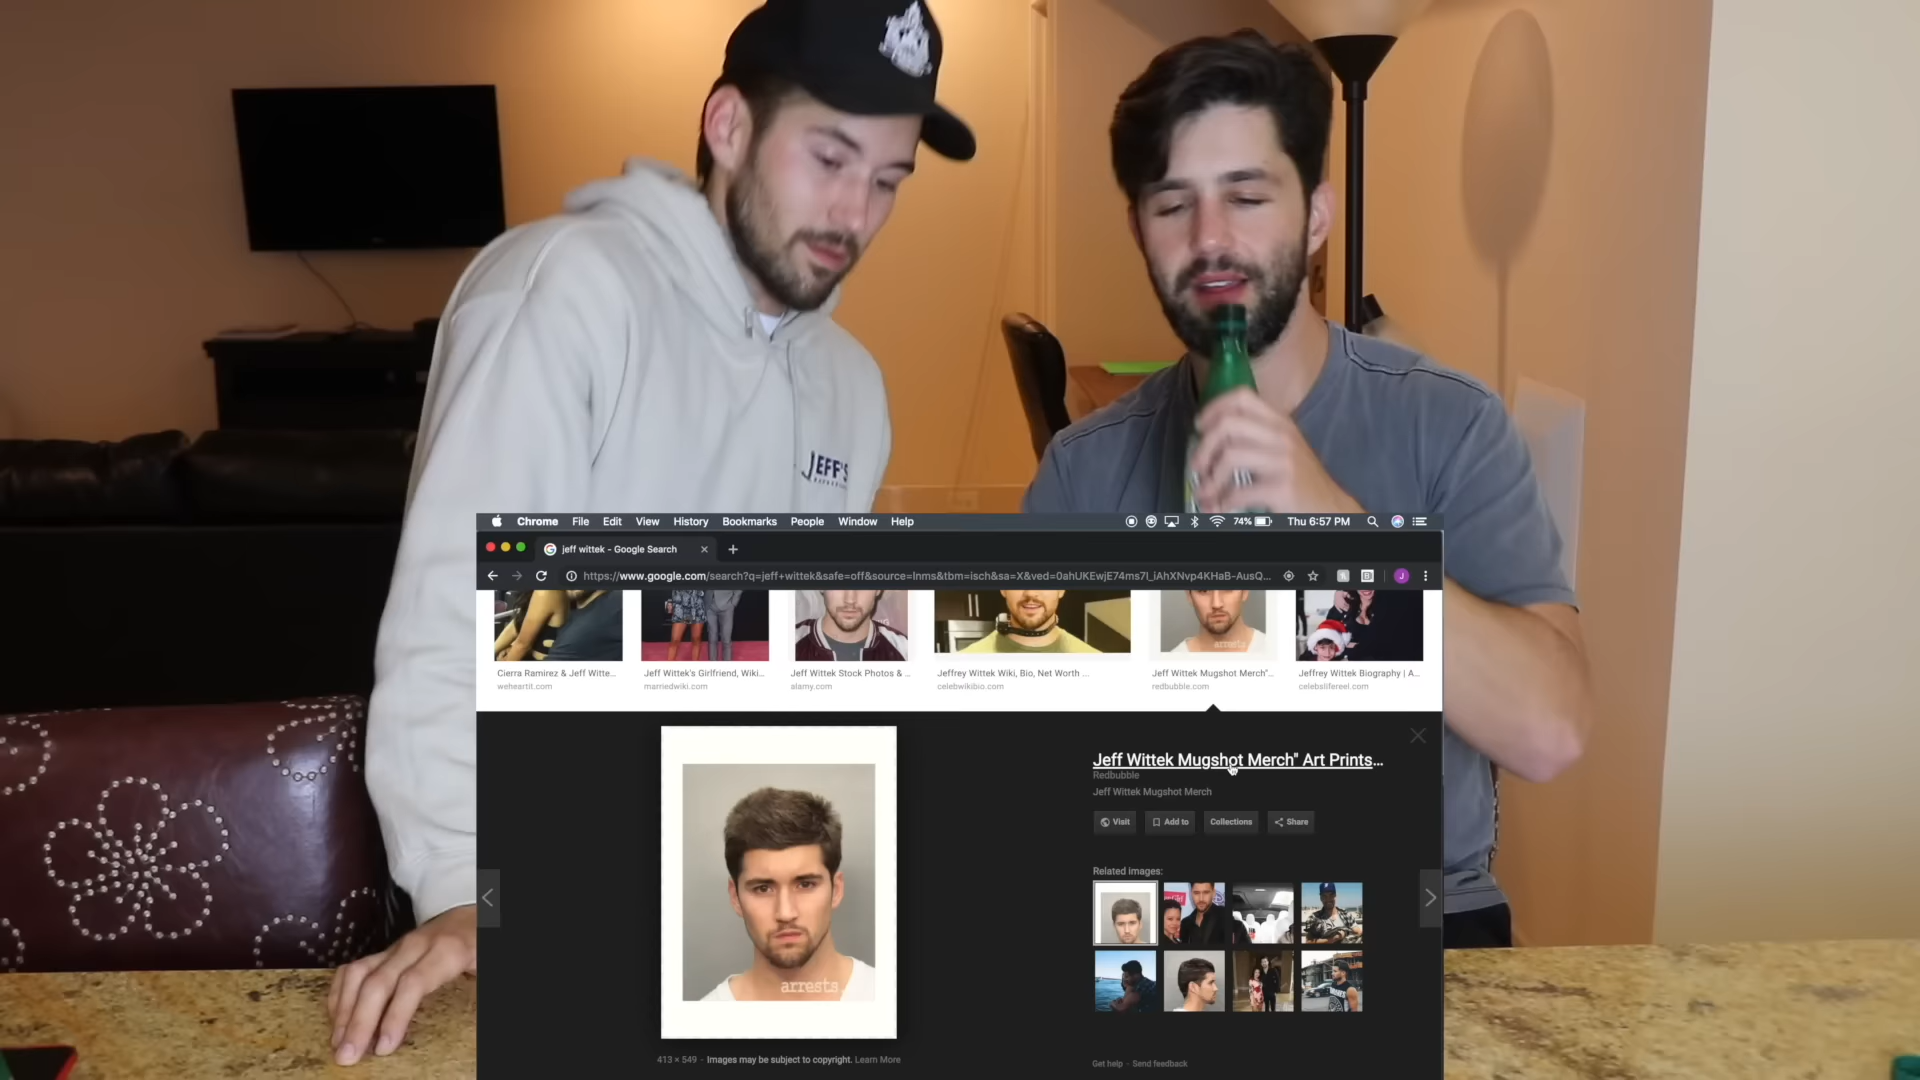 JEFF'S
Chrome File Edit View History Bookmarks People Window Help 74% Thu 6:57 PM
jeff wittek - Google Search
https://www.google.com/search?q=jeff+wittek&safe=off&source=lnms&tbm=isch&sa=X&ved=0ahUKEwjE74ms7l_iAhXNvp4KHaB-AusQ...
J
arrests
Cierra Ramirez & Jeff Witte... Jeff Wittek's Girlfriend, Wiki... Jeff Wittek Stock Photos & ... Jeffrey Wittek Wiki, Bio, Net Worth ... Jeff Wittek Mugshot Merch"... Jeffrey Wittek Biography | A...
weheartit.com marriedwiki.com alamy.com celebwikibio.com redbubble.com celebslifereel.com
Jeff Wittek Mugshot Merch" Art Prints...
Redbubble
Jeff Wittek Mugshot Merch
Visit Add to Collections Share
Related images:
arrests.
413 × 549 - Images may be subject to copyright. Learn More
Get help - Send feedback